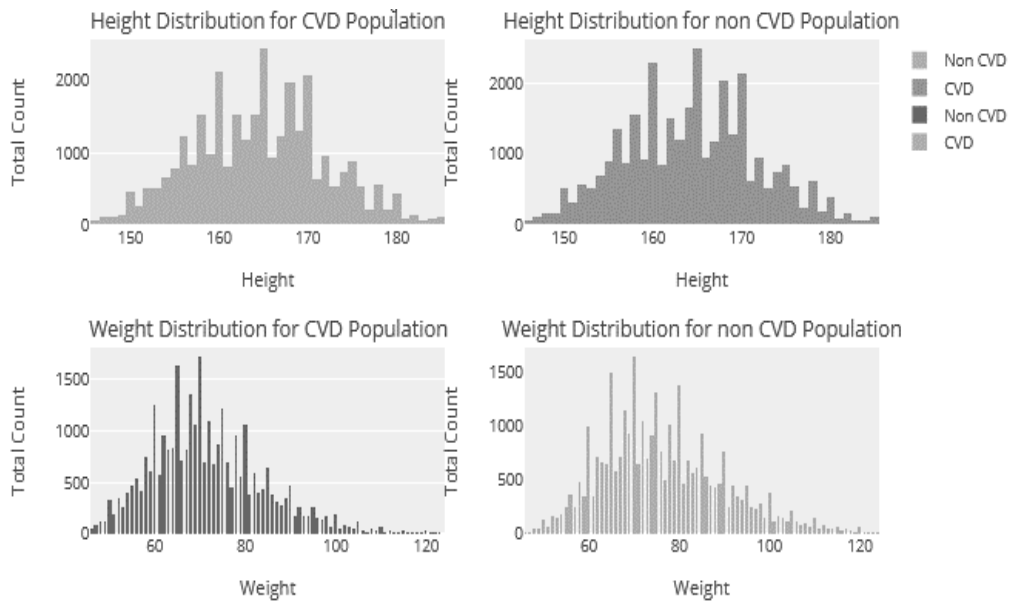 Height Distribution for CVD Population
Height Distribution for non CVD Population
Total Count
2000
1000
0
150
160
170
180
Height
Total Count
2000
1000
0
150
160
170
180
Height
Non CVD
CVD
Non CVD
CVD
Weight Distribution for CVD Population
Weight Distribution for non CVD Population
Total Count
1500
1000
500
0
60
80
100
120
Weight
Total Count
1500
1000
500
0
60
80
100
120
Weight